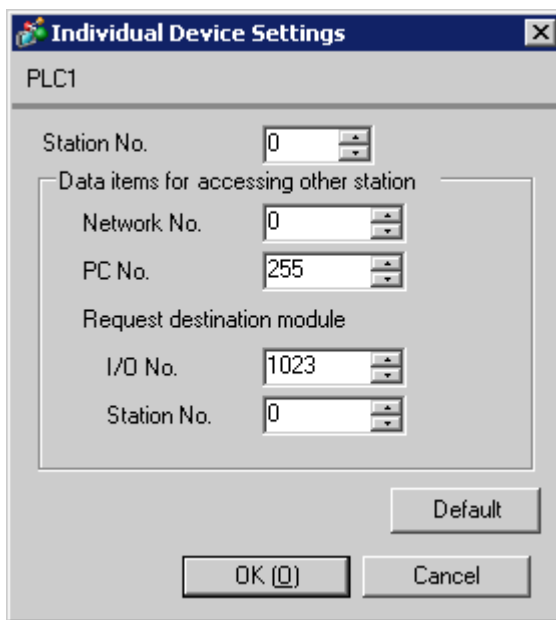 Individual Device Settings
PLC1
Station No. 0
Data items for accessing other station
Network No. 0
PC No. 255
Request destination module
I/O No. 1023
Station No. 0
Default
OK (O) Cancel